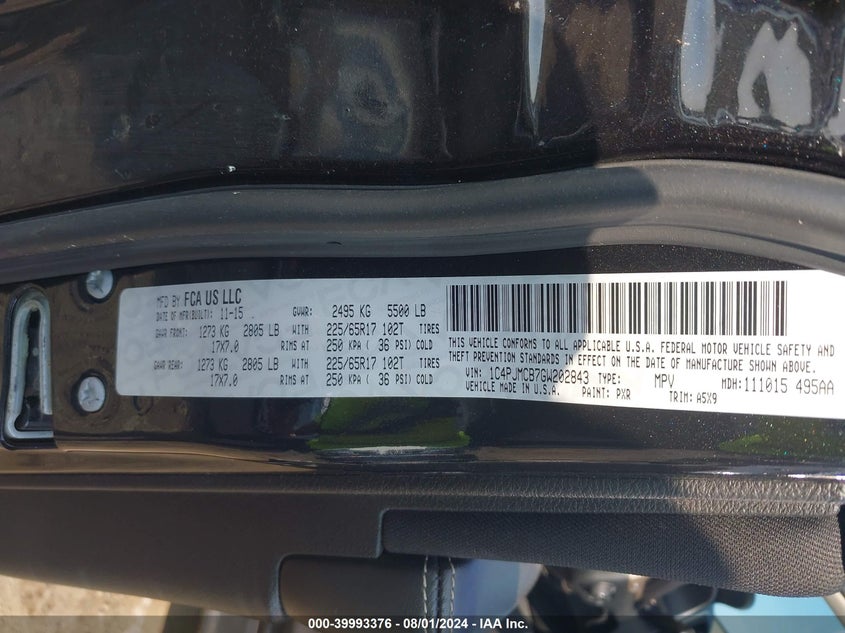 MFD BY FCA US LLC
DATE OF MFR(BUILT): 11-15 . GVWR: 2495 KG 5500 LB
GAWR FRONT: 1273 KG 2805 LB WITH 225/65R17 102T TIRES
17X7.0 RIMS AT 250 KPA ( 36 PSI) COLD
GAWR REAR: 1273 KG 2805 LB WITH 225/65R17 102T TIRES
17X7.0 RIMS AT 250 KPA ( 36 PSI) COLD
THIS VEHICLE CONFORMS TO ALL APPLICABLE U.S.A. FEDERAL MOTOR VEHICLE SAFETY AND
THEFT PREVENTION STANDARDS IN EFFECT ON THE DATE OF MANUFACTURE SHOWN ABOVE.
VIN: 1C4PJMCB7GW202843 TYPE: MPV MDH: 111015 495AA
VEHICLE MADE IN U.S.A. PAINT: PXR TRIM: A5X9
000-39993376 - 08/01/2024 - IAA Inc.